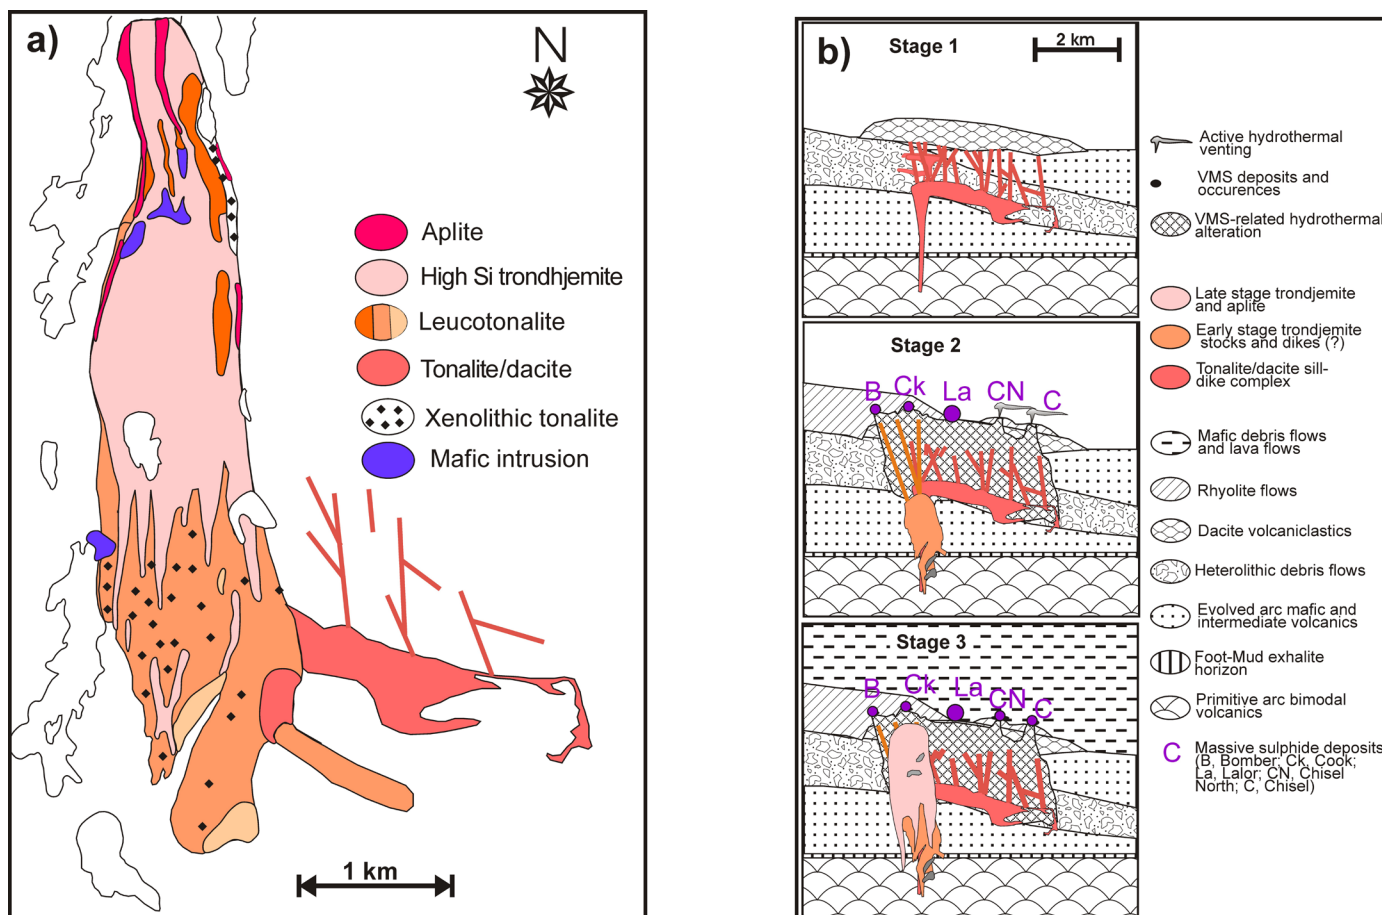 a)
N
Aplite
High Si trondhjemite
Leucotonalite
Tonalite/dacite
Xenolithic tonalite
Mafic intrusion
1 km
b)
Stage 1
2 km
Stage 2
B
Ck
La
CN
C
Stage 3
B
Ck
La
CN
C
Active hydrothermal
venting
VMS deposits and
occurences
VMS-related hydrothermal
alteration
Late stage trondjemite
and aplite
Early stage trondjemite
stocks and dikes (?)
Tonalite/dacite sill-
dike complex
Mafic debris flows
and lava flows
Rhyolite flows
Dacite volcaniclastics
Heterolithic debris flows
Evolved arc mafic and
intermediate volcanics
Foot-Mud exhalite
horizon
Primitive arc bimodal
volcanics
C
Massive sulphide deposits
(B, Bomber; Ck, Cook;
La, Lalor; CN, Chisel
North; C, Chisel)